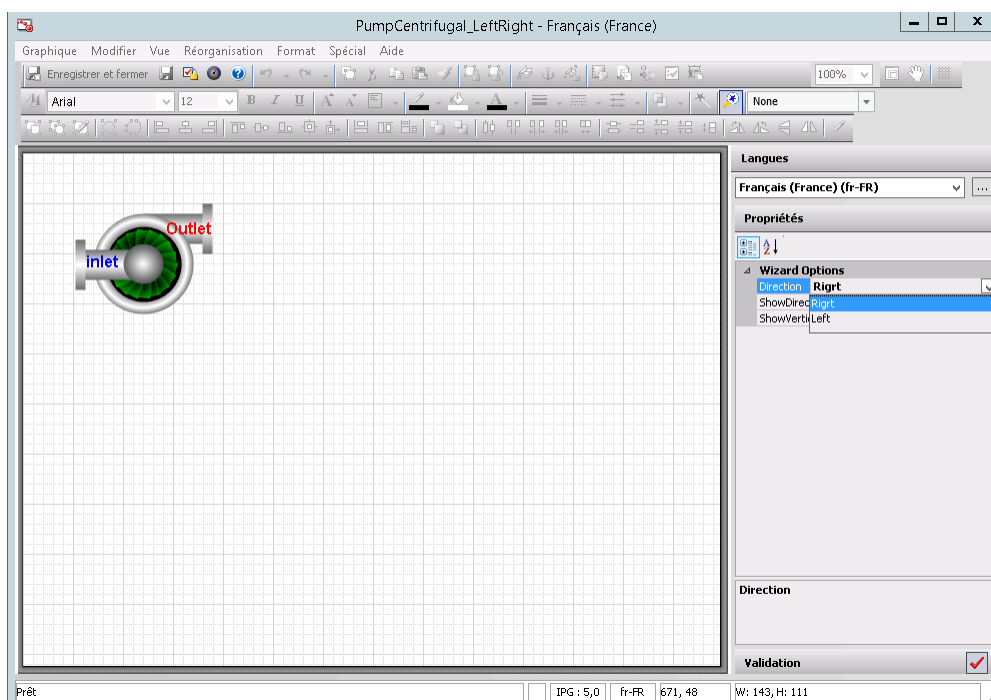 PumpCentrifugal_LeftRight - Français (France)
Graphique Modifier Vue Réorganisation Format Spécial Aide
Enregistrer et fermer 100%
Arial 12 B I U A A A None
Langues
Français (France) (fr-FR) ...
Propriétés
Wizard Options
Direction Rigrt
ShowDirec Rigrt
ShowVerti Left
Outlet
inlet
Direction
Validation
Prêt IPG : 5,0 fr-FR 671, 48 W: 143, H: 111